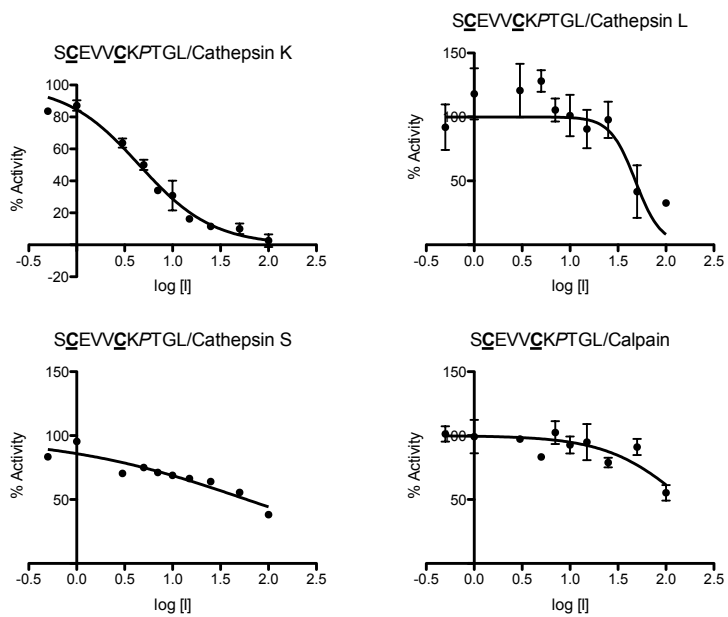 SCEVVCKPTGL/Cathepsin K
100
80
60
40
20
-20
-0.5 0.5 1.0 1.5 2.0 2.5
log [I]
% Activity
SCEVVCKPTGL/Cathepsin L
150
100
50
-0.5 0.0 0.5 1.0 1.5 2.0 2.5
log [I]
% Activity
SCEVVCKPTGL/Cathepsin S
150
100
50
-0.5 0.0 0.5 1.0 1.5 2.0 2.5
log [I]
% Activity
SCEVVCKPTGL/Calpain
150
100
50
-0.5 0.0 0.5 1.0 1.5 2.0 2.5
log [I]
% Activity